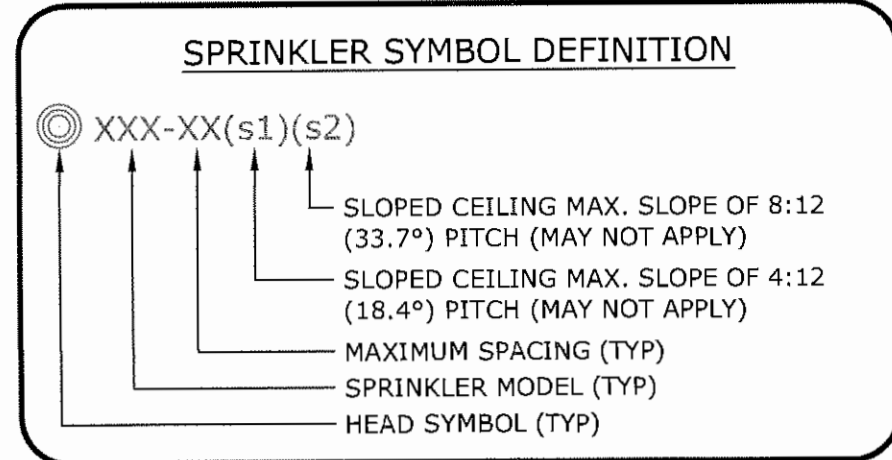 SPRINKLER SYMBOL DEFINITION
XXX-XX(s1)(s2)
SLOPED CEILING MAX. SLOPE OF 8:12
(33.7°) PITCH (MAY NOT APPLY)
SLOPED CEILING MAX. SLOPE OF 4:12
(18.4°) PITCH (MAY NOT APPLY)
MAXIMUM SPACING (TYP)
SPRINKLER MODEL (TYP)
HEAD SYMBOL (TYP)